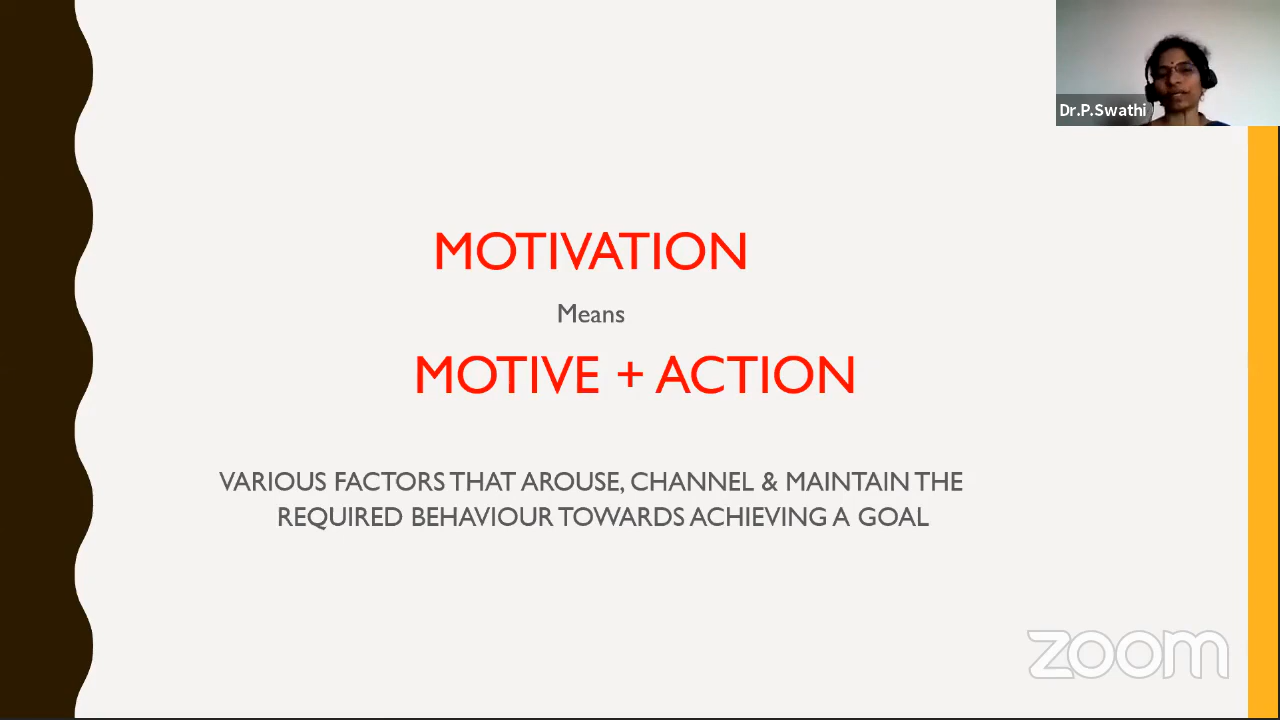 Dr.P.Swathi
MOTIVATION
Means
MOTIVE + ACTION
VARIOUS FACTORS THAT AROUSE, CHANNEL & MAINTAIN THE
REQUIRED BEHAVIOUR TOWARDS ACHIEVING A GOAL
zoom